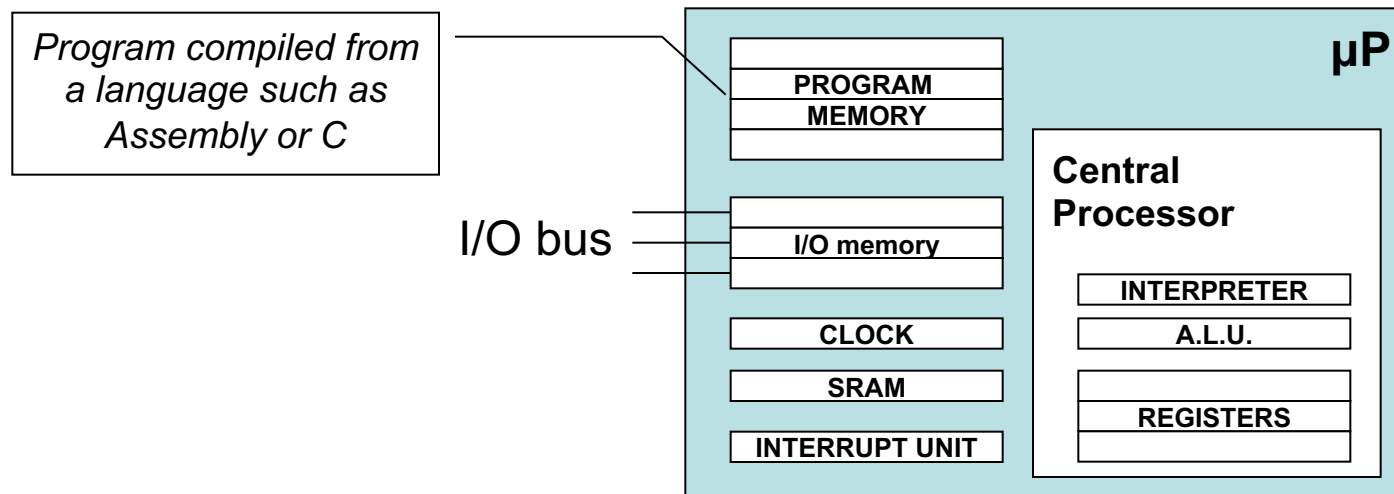 Program compiled from
a language such as
Assembly or C
µP
PROGRAM
MEMORY
I/O bus
I/O memory
CLOCK
SRAM
INTERRUPT UNIT
Central
Processor
INTERPRETER
A.L.U.
REGISTERS